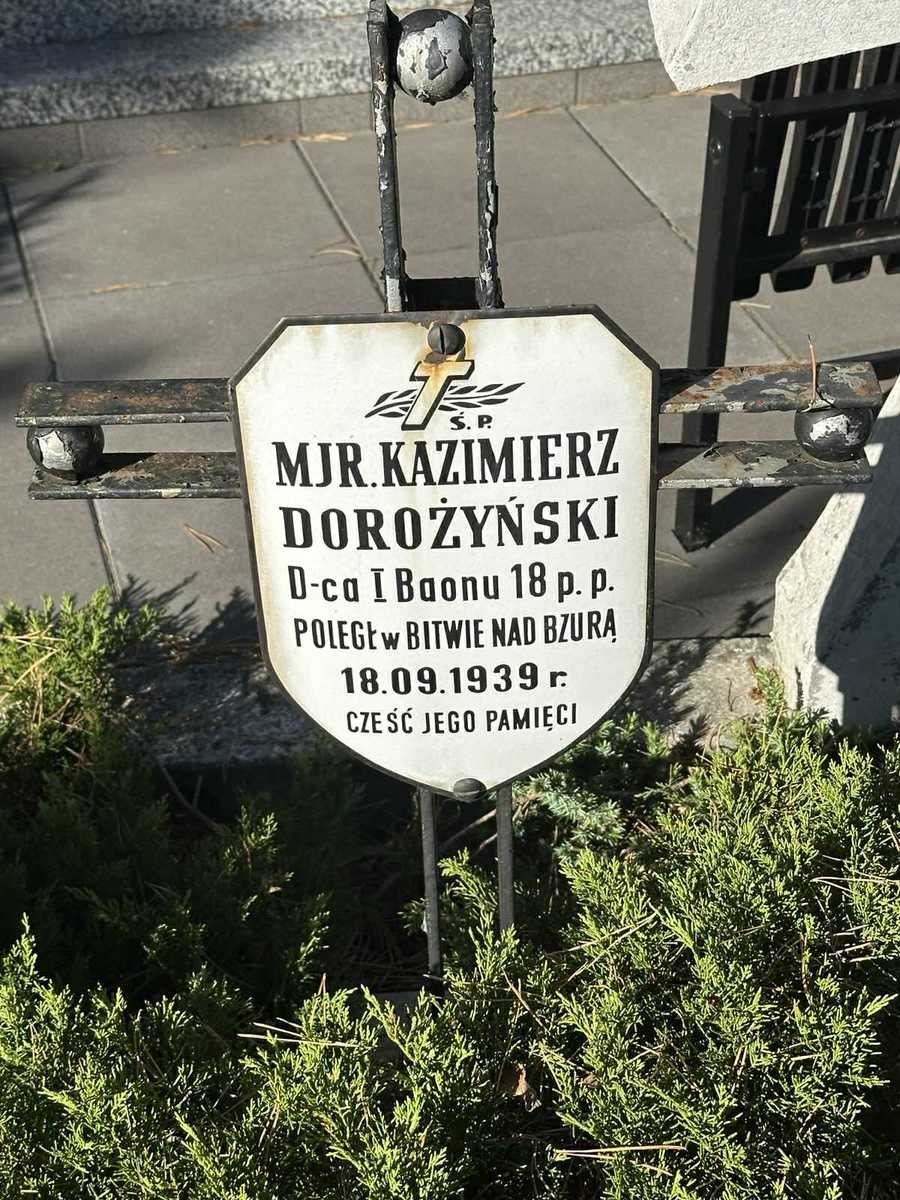 Ś.P.
MJR. KAZIMIERZ
DOROŻYŃSKI
D-ca I Baonu 18 p.p.
POLEGŁ w BITWIE NAD BZURĄ
18.09.1939 r.
CZEŚĆ JEGO PAMIĘCI